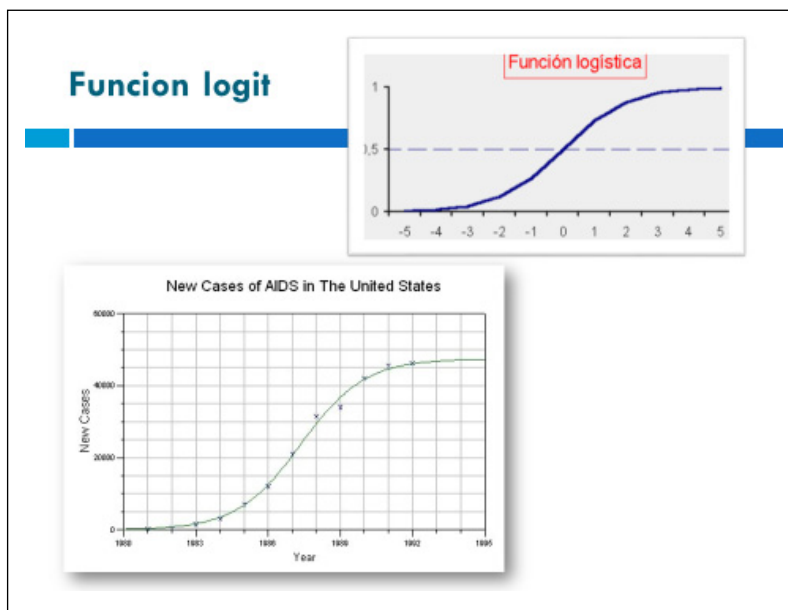 Funcion logit
Función logística
1
0,5
0
-5 -4 -3 -2 -1 0 1 2 3 4 5
New Cases of AIDS in The United States
New Cases
60000
40000
20000
0
1980 1983 1986 1989 1992 1995
Year